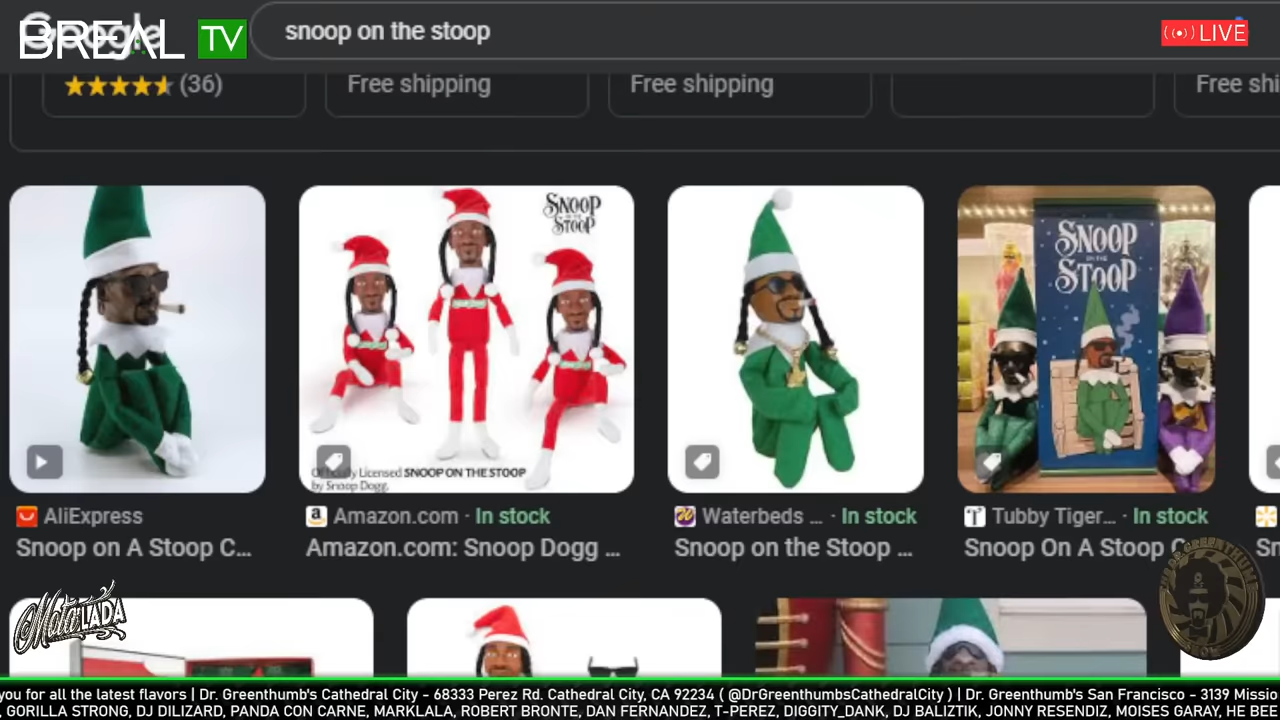 Google
BREAL TV
snoop on the stoop
LIVE
(36)
Free shipping
Free shipping
Free shi
SNOOP
ON THE
STOOP
SNOOP
ON THE
STOOP
Officially Licensed SNOOP ON THE STOOP
by Snoop Dogg.
AliExpress
Snoop on A Stoop C...
Amazon.com · In stock
Amazon.com: Snoop Dogg ...
Waterbeds ... · In stock
Snoop on the Stoop ...
Tubby Tiger... · In stock
Snoop On A Stoop C
Sn
Mota'LADA
you for all the latest flavors | Dr. Greenthumb's Cathedral City - 68333 Perez Rd. Cathedral City, CA 92234 ( @DrGreenthumbsCathedralCity ) | Dr. Greenthumb's San Francisco - 3139 Missio
, GORILLA STRONG, DJ DILIZARD, PANDA CON CARNE, MARKLALA, ROBERT BRONTE, DAN FERNANDEZ, T-PEREZ, DIGGITY_DANK, DJ BALIZTIK, JONNY RESENDIZ, MOISES GARAY, HE BEE